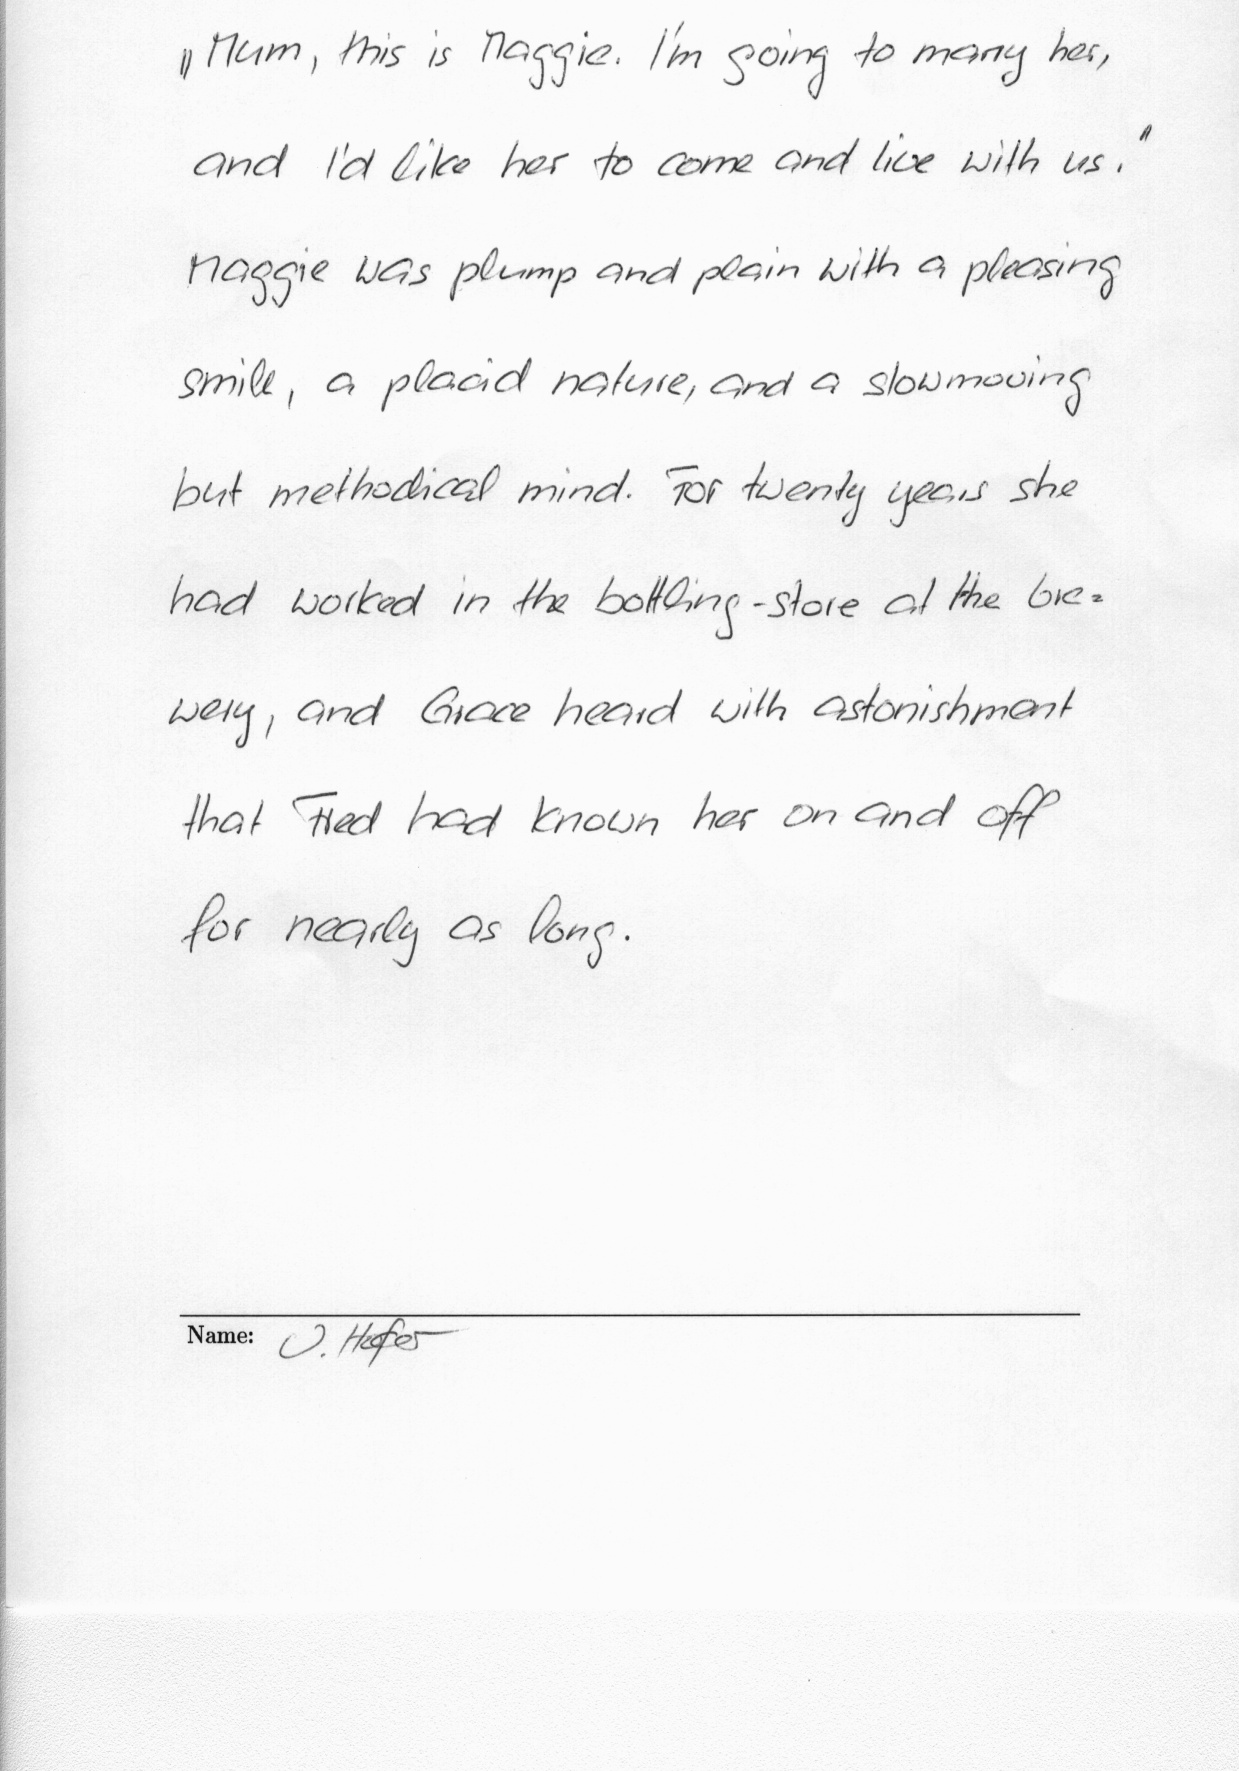 „Mum, this is Maggie. I'm going to marry her,
and I'd like her to come and live with us."
Maggie was plump and plain with a pleasing
smile, a placid nature, and a slowmoving
but methodical mind. For twenty years she
had worked in the bottling-store at the bre=
wery, and Grace heard with astonishment
that Fred had known her on and off
for nearly as long.
Name: J. Hofer